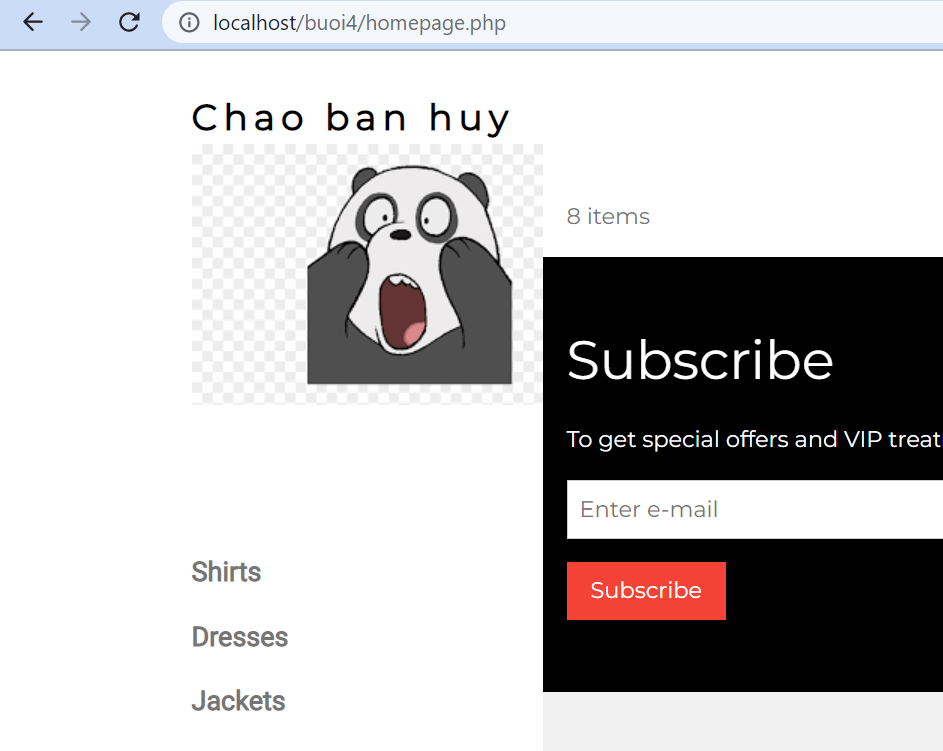 localhost/buoi4/homepage.php
Chao ban huy
8 items
Subscribe
To get special offers and VIP treat
Enter e-mail
Subscribe
Shirts
Dresses
Jackets